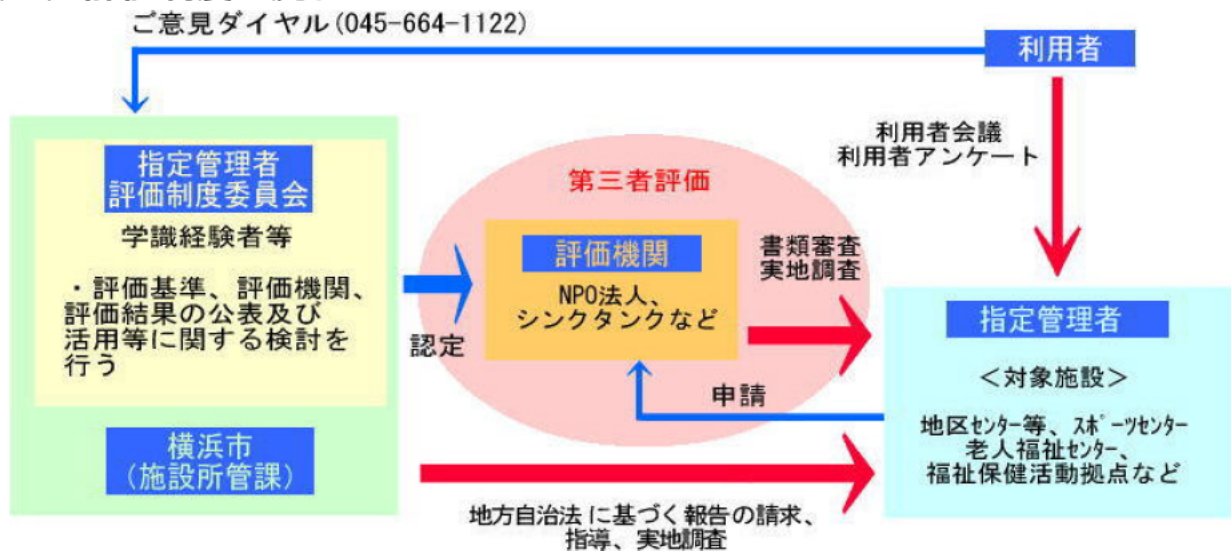 ご意見ダイヤル(045-664-1122)
利用者
利用者会議
利用者アンケート
指定管理者
評価制度委員会
学識経験者等
・評価基準、評価機関、
評価結果の公表及び
活用等に関する検討を
行う
横浜市
(施設所管課)
認定
第三者評価
評価機関
NPO法人、
シンクタンクなど
書類審査
実地調査
申請
指定管理者
<対象施設>
地区センター等、スポーツセンター
老人福祉センター、
福祉保健活動拠点など
地方自治法に基づく報告の請求、
指導、実地調査